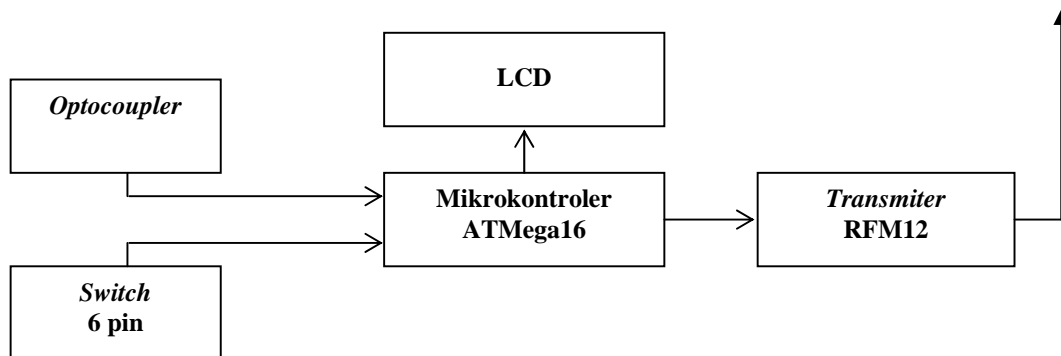 LCD
Optocoupler
Mikrokontroler
ATMega16
Transmiter
RFM12
Switch
6 pin